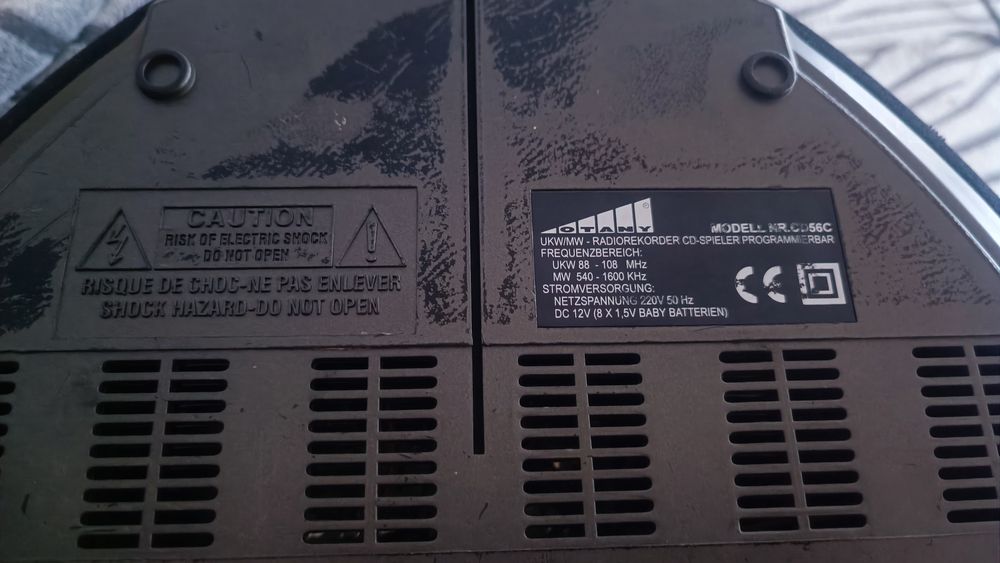 CAUTION
RISK OF ELECTRIC SHOCK
DO NOT OPEN
RISQUE DE CHOC-NE PAS ENLEVER
SHOCK HAZARD-DO NOT OPEN
OTANY
MODELL NR.CD56C
UKW/MW - RADIOREKORDER CD-SPIELER PROGRAMMIERBAR
FREQUENZBEREICH:
UKW 88 - 108 MHz
MW 540 - 1600 KHz
STROMVERSORGUNG:
NETZSPANNUNG 220V 50 Hz
DC 12V (8 X 1,5V BABY BATTERIEN)
CE